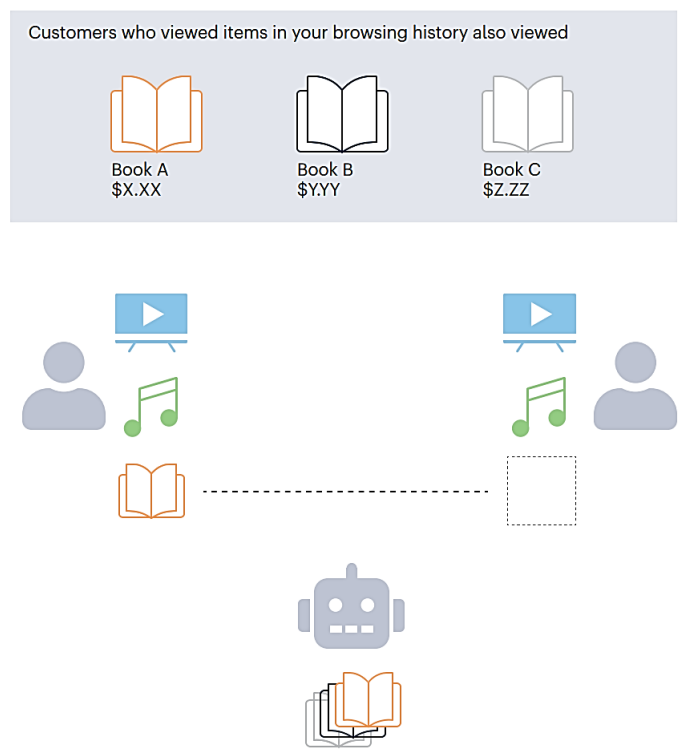 Customers who viewed items in your browsing history also viewed
Book A
$X.XX
Book B
$Y.YY
Book C
$Z.ZZ